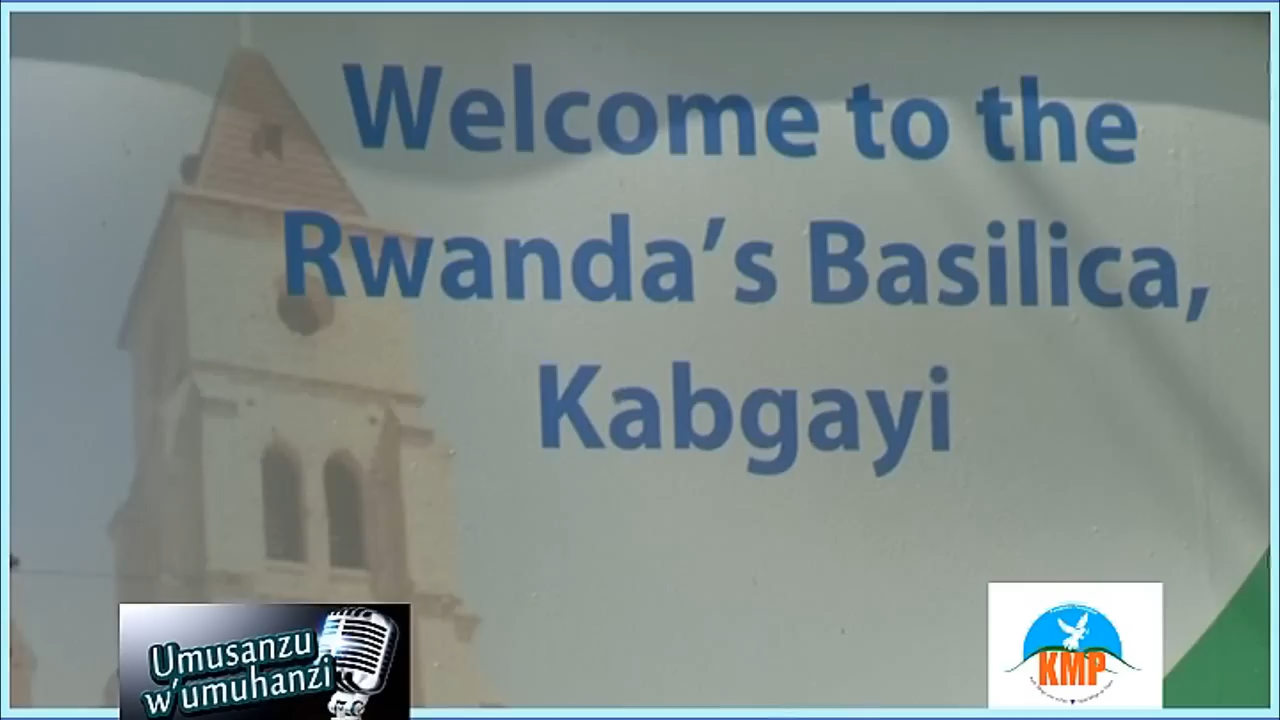 Welcome to the
Rwanda's Basilica,
Kabgayi
Umusanzu
w'umuhanzi
KMP